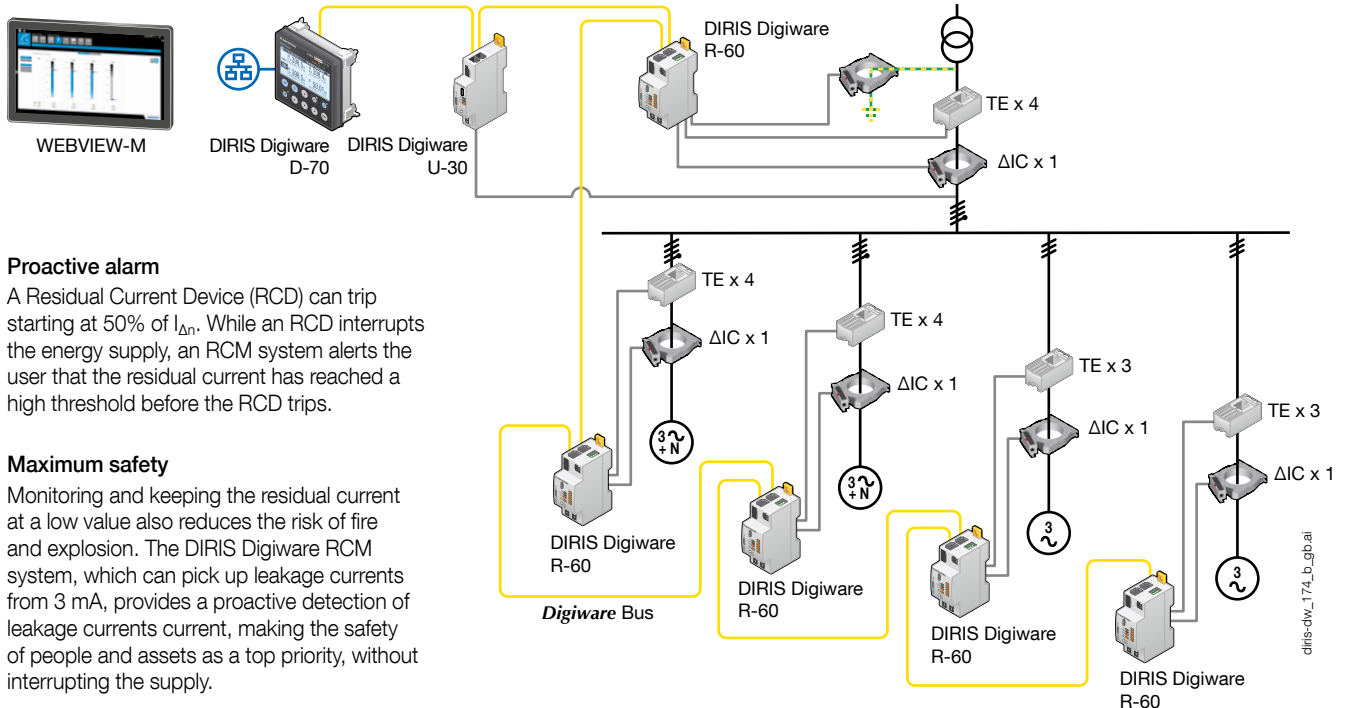 WEBVIEW-M
DIRIS Digiware
D-70
DIRIS Digiware
U-30
DIRIS Digiware
R-60
TE x 4
ΔIC x 1
Proactive alarm
A Residual Current Device (RCD) can trip
starting at 50% of IΔn. While an RCD interrupts
the energy supply, an RCM system alerts the
user that the residual current has reached a
high threshold before the RCD trips.
Maximum safety
Monitoring and keeping the residual current
at a low value also reduces the risk of fire
and explosion. The DIRIS Digiware RCM
system, which can pick up leakage currents
from 3 mA, provides a proactive detection of
leakage currents current, making the safety
of people and assets as a top priority, without
interrupting the supply.
TE x 4
ΔIC x 1
3
+ N
DIRIS Digiware
R-60
Digiware Bus
TE x 4
ΔIC x 1
3
+ N
DIRIS Digiware
R-60
TE x 3
ΔIC x 1
3
DIRIS Digiware
R-60
TE x 3
ΔIC x 1
3
DIRIS Digiware
R-60
diris-dw_174_b_gb.ai